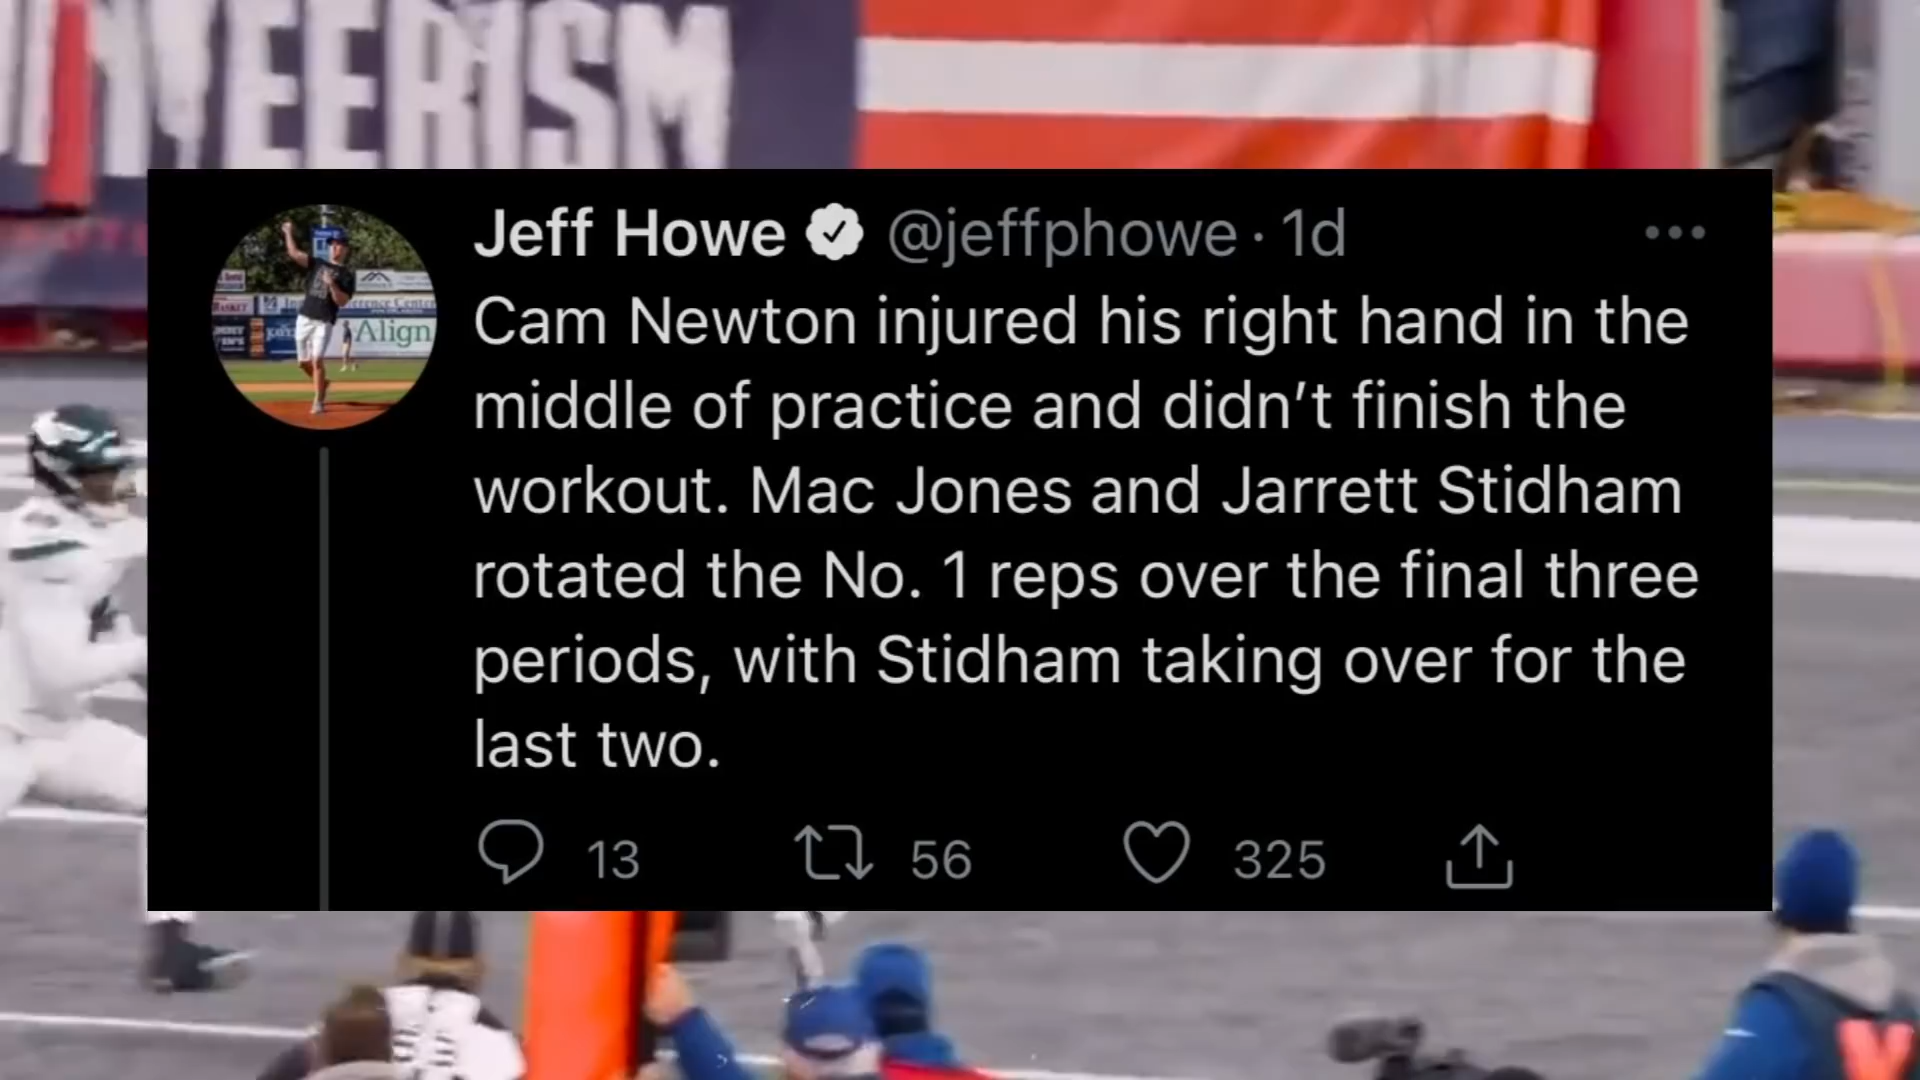 Jeff Howe @jeffphowe · 1d
Cam Newton injured his right hand in the
middle of practice and didn’t finish the
workout. Mac Jones and Jarrett Stidham
rotated the No. 1 reps over the final three
periods, with Stidham taking over for the
last two.
13 56 325
Align